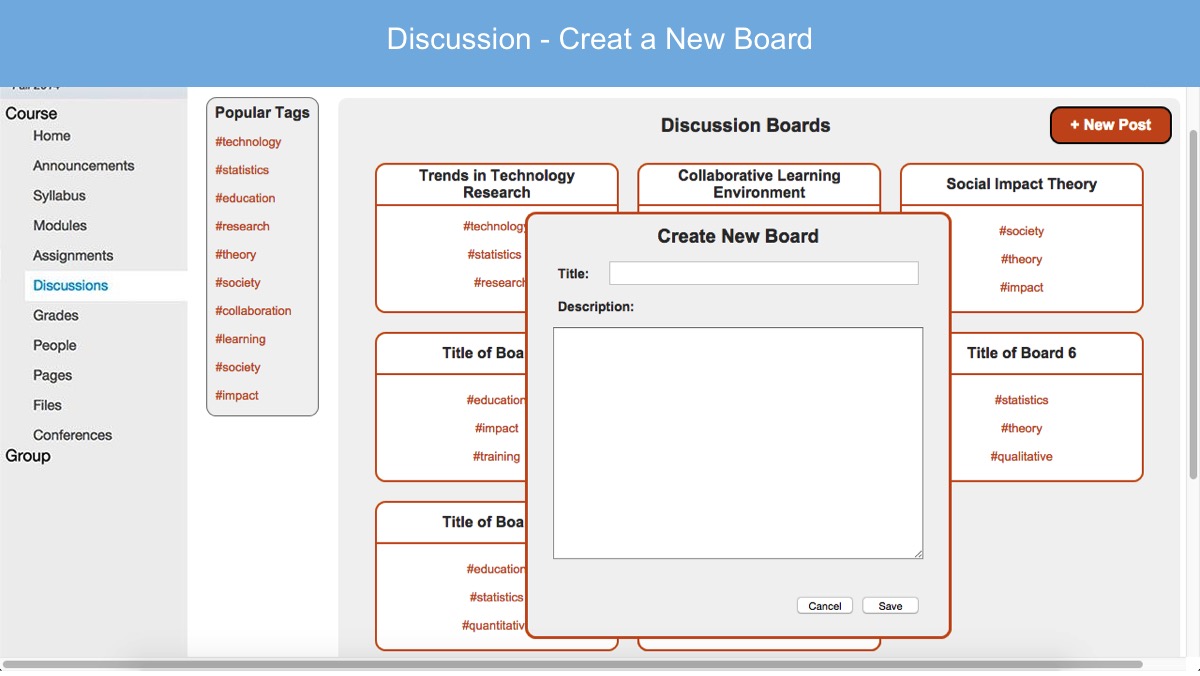 Discussion - Creat a New Board
Course
Home
Announcements
Syllabus
Modules
Assignments
Discussions
Grades
People
Pages
Files
Conferences
Group
Popular Tags
#technology
#statistics
#education
#research
#theory
#society
#collaboration
#learning
#society
#impact
Discussion Boards
+ New Post
Trends in Technology
Research
#technology
#statistics
#research
Collaborative Learning
Environment
Social Impact Theory
#society
#theory
#impact
Title of Boa
#education
#impact
#training
Title of Board 6
#statistics
#theory
#qualitative
Title of Boa
#education
#statistics
#quantitativ
Create New Board
Title:
Description:
Cancel
Save